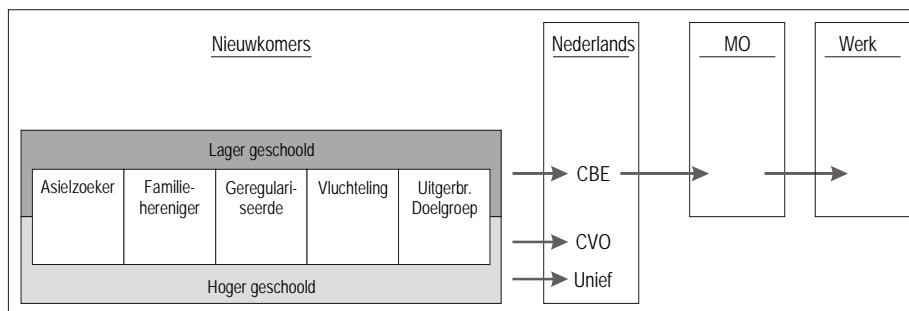 Nieuwkomers
Nederlands
MO
Werk
Lager geschoold
Asielzoeker
Familie-
hereniger
Geregulari-
seerde
Vluchteling
Uitgerbr.
Doelgroep
Hoger geschoold
CBE
CVO
Unief